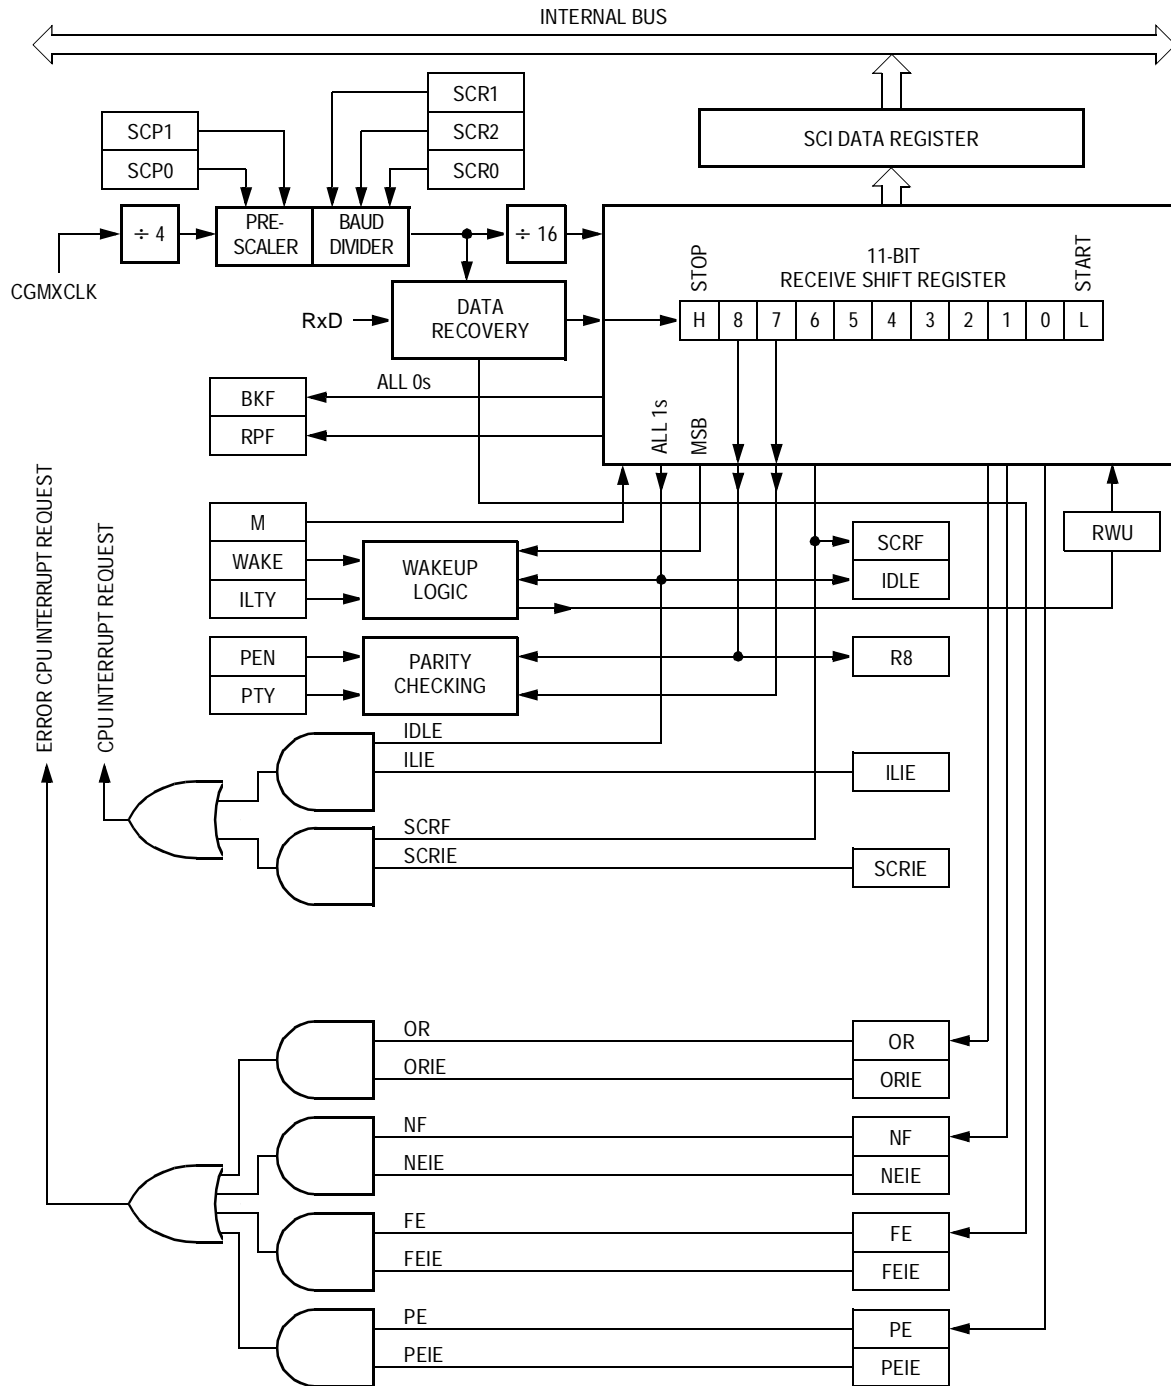 INTERNAL BUS
SCR1
SCR2
SCR0
SCP1
SCP0
SCI DATA REGISTER
÷ 4
PRE-
SCALER
BAUD
DIVIDER
÷ 16
CGMXCLK
STOP
11-BIT
RECEIVE SHIFT REGISTER
START
H 8 7 6 5 4 3 2 1 0 L
RxD
DATA
RECOVERY
ALL 0s
BKF
RPF
ALL 1s
MSB
M
WAKE
ILTY
WAKEUP
LOGIC
SCRF
IDLE
RWU
PEN
PTY
PARITY
CHECKING
R8
ERROR CPU INTERRUPT REQUEST
CPU INTERRUPT REQUEST
IDLE
ILIE
ILIE
SCRF
SCRIE
SCRIE
OR
OR
ORIE
ORIE
NF
NF
NEIE
NEIE
FE
FE
FEIE
FEIE
PE
PE
PEIE
PEIE